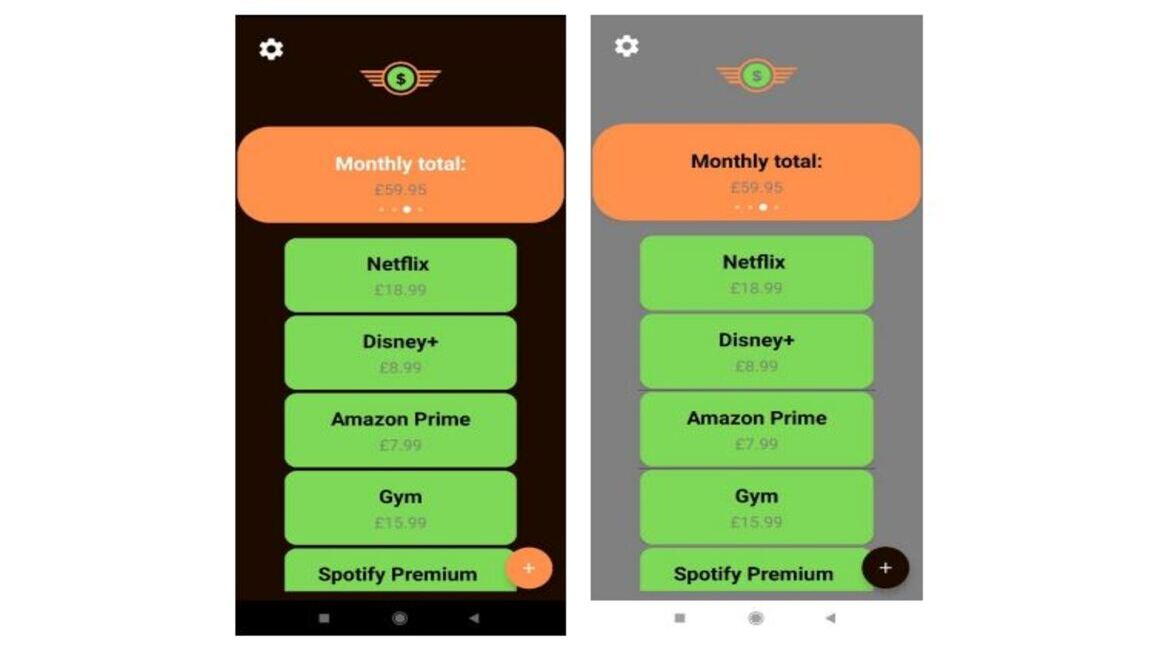 $
Monthly total:
£59.95
Netflix
£18.99
Disney+
£8.99
Amazon Prime
£7.99
Gym
£15.99
Spotify Premium
+
$
Monthly total:
£59.95
Netflix
£18.99
Disney+
£8.99
Amazon Prime
£7.99
Gym
£15.99
Spotify Premium
+